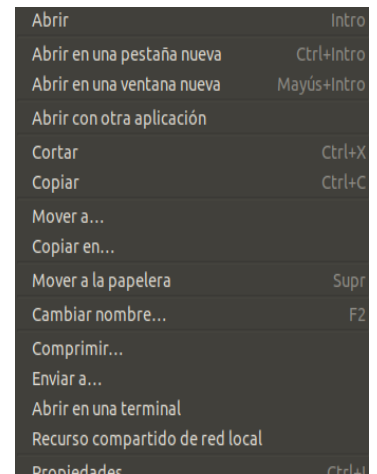 Abrir Intro
Abrir en una pestaña nueva Ctrl+Intro
Abrir en una ventana nueva Mayús+Intro
Abrir con otra aplicación
Cortar Ctrl+X
Copiar Ctrl+C
Mover a...
Copiar en...
Mover a la papelera Supr
Cambiar nombre... F2
Comprimir...
Enviar a...
Abrir en una terminal
Recurso compartido de red local
Propiedades Ctrl+I